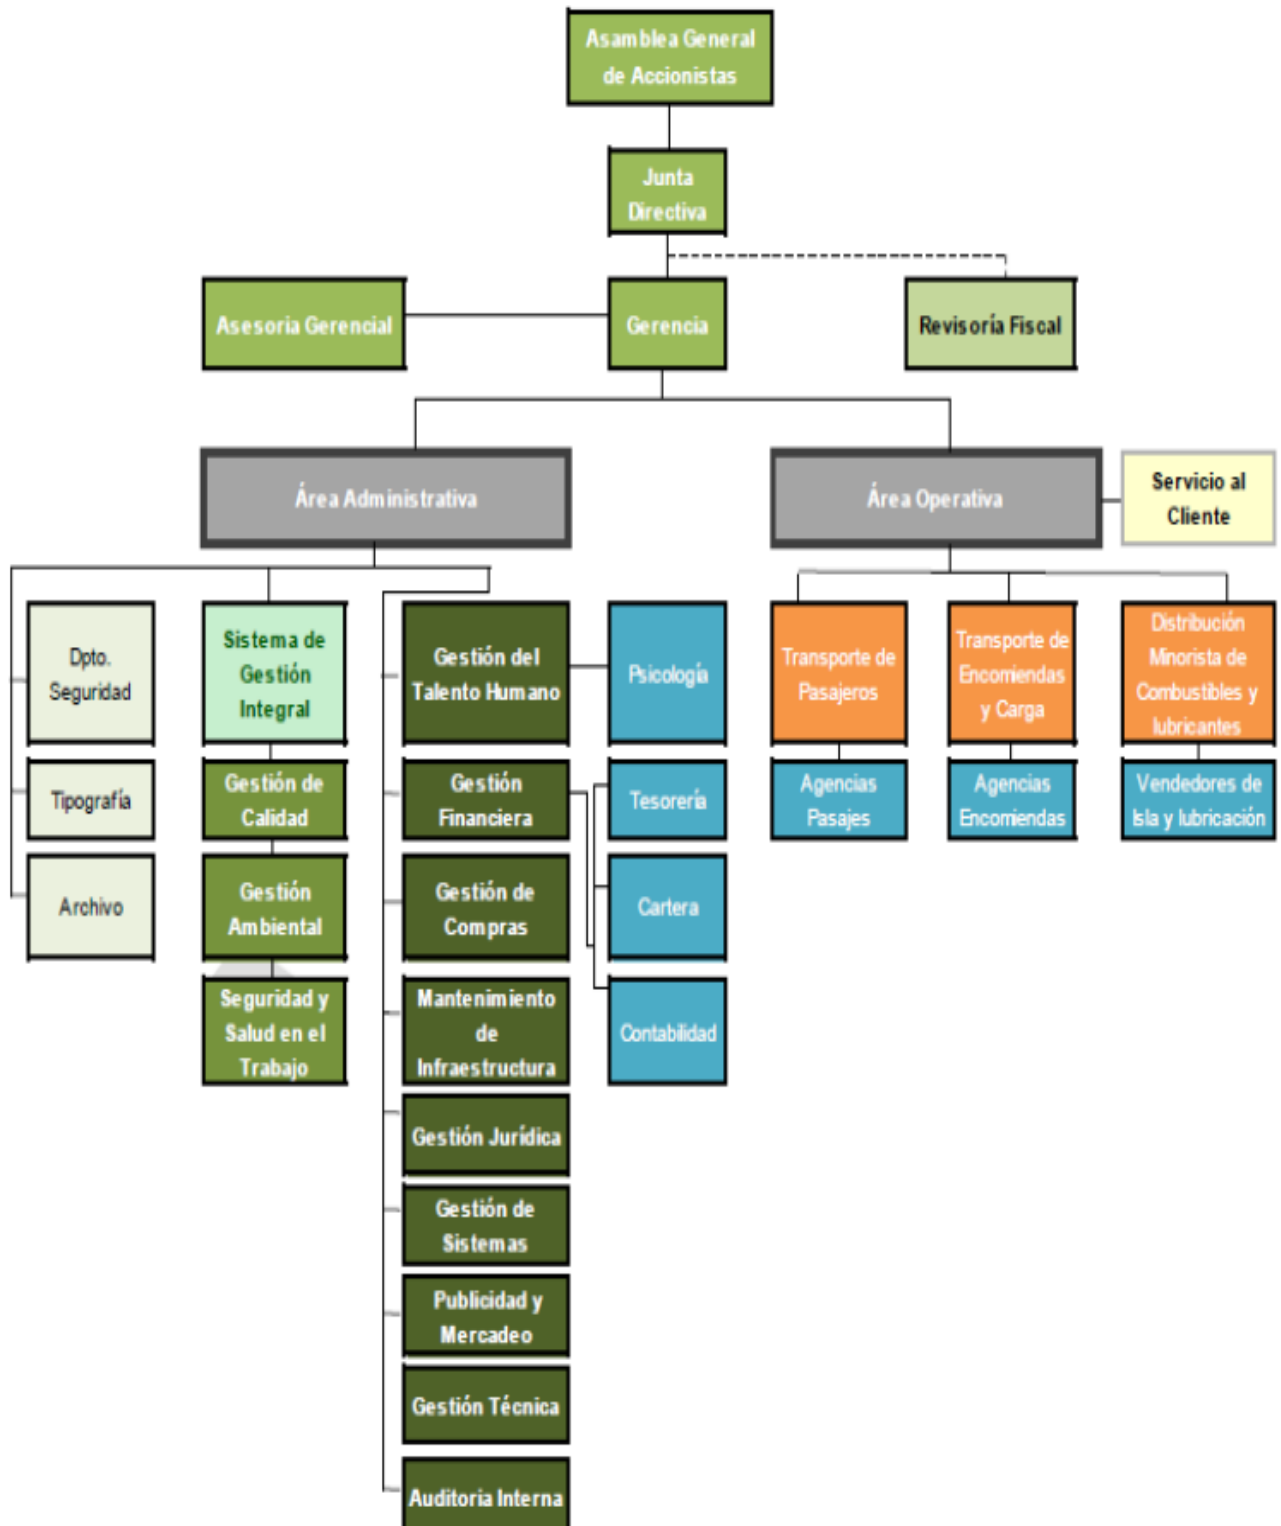 Asamblea General
de Accionistas
Junta
Directiva
Asesoria Gerencial
Gerencia
Revisoría Fiscal
Área Administrativa
Área Operativa
Servicio al
Cliente
Dpto.
Seguridad
Tipografía
Archivo
Sistema de
Gestión
Integral
Gestión de
Calidad
Gestión
Ambiental
Seguridad y
Salud en el
Trabajo
Gestión del
Talento Humano
Gestión
Financiera
Gestión de
Compras
Mantenimiento
de
Infraestructura
Gestión Jurídica
Gestión de
Sistemas
Publicidad y
Mercadeo
Gestión Técnica
Auditoria Interna
Psicología
Tesorería
Cartera
Contabilidad
Transporte de
Pasajeros
Agencias
Pasajes
Transporte de
Encomiendas
y Carga
Agencias
Encomiendas
Distribución
Minorista de
Combustibles y
lubricantes
Vendedores de
Isla y lubricación